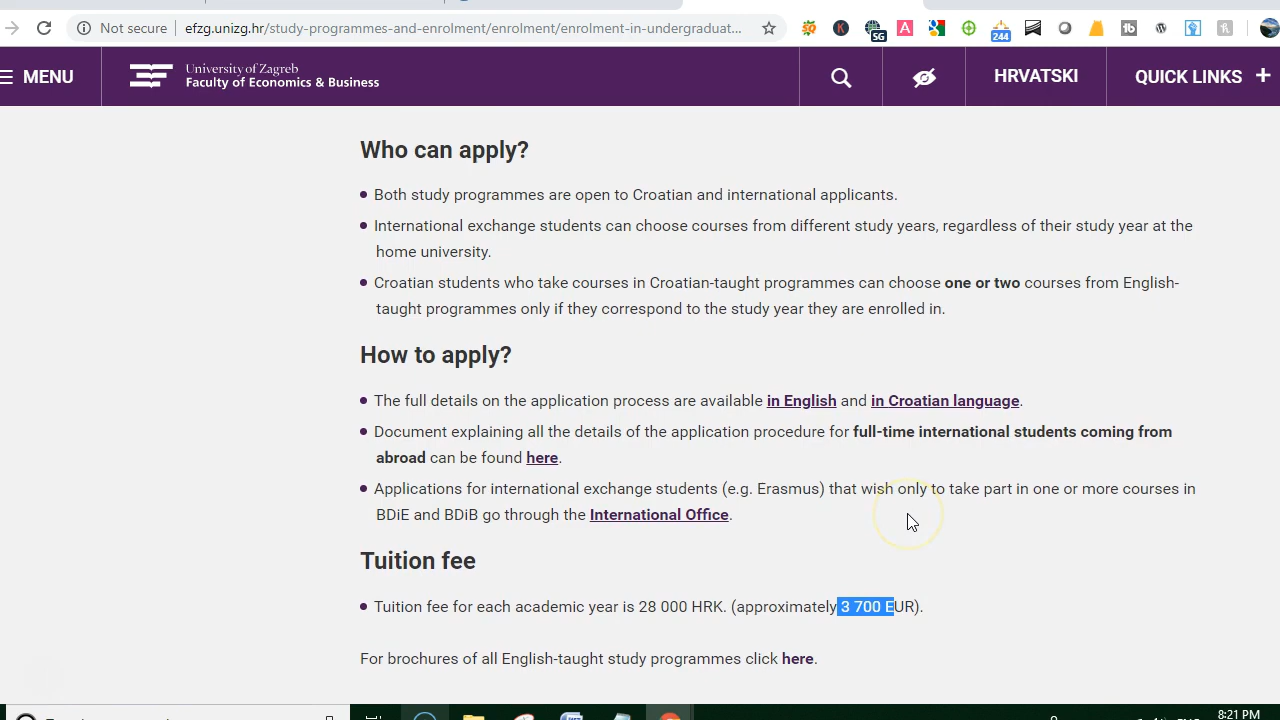 Not secure
efzg.unizg.hr/study-programmes-and-enrolment/enrolment/enrolment-in-undergraduat...
SG
244
MENU
University of Zagreb
Faculty of Economics & Business
HRVATSKI
QUICK LINKS +
Who can apply?
Both study programmes are open to Croatian and international applicants.
International exchange students can choose courses from different study years, regardless of their study year at the
home university.
Croatian students who take courses in Croatian-taught programmes can choose one or two courses from English-
taught programmes only if they correspond to the study year they are enrolled in.
How to apply?
The full details on the application process are available in English and in Croatian language.
Document explaining all the details of the application procedure for full-time international students coming from
abroad can be found here.
Applications for international exchange students (e.g. Erasmus) that wish only to take part in one or more courses in
BDiE and BDiB go through the International Office.
Tuition fee
Tuition fee for each academic year is 28 000 HRK. (approximately 3 700 EUR).
For brochures of all English-taught study programmes click here.
8:21 PM